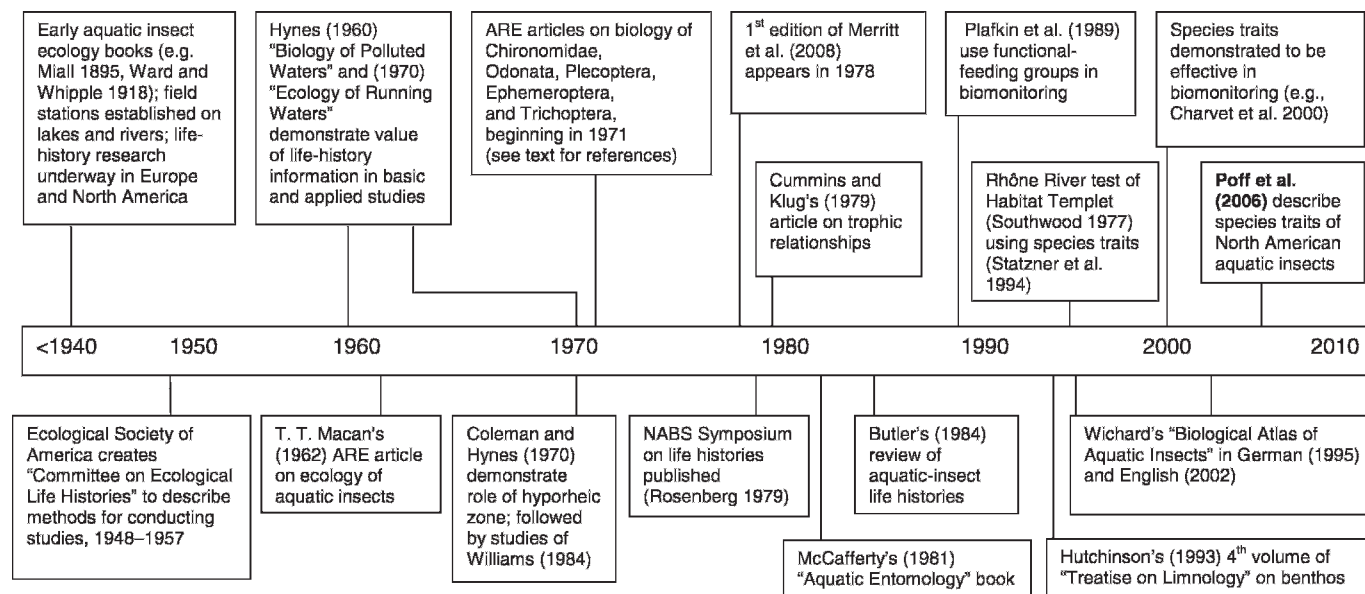 Early aquatic insect
ecology books (e.g.
Miall 1895, Ward and
Whipple 1918); field
stations established on
lakes and rivers; life-
history research
underway in Europe
and North America
Hynes (1960)
“Biology of Polluted
Waters” and (1970)
“Ecology of Running
Waters”
demonstrate value
of life-history
information in basic
and applied studies
ARE articles on biology of
Chironomidae,
Odonata, Plecoptera,
Ephemeroptera,
and Trichoptera,
beginning in 1971
(see text for references)
1st edition of Merritt
et al. (2008)
appears in 1978
Cummins and
Klug's (1979)
article on trophic
relationships
Plafkin et al. (1989)
use functional-
feeding groups in
biomonitoring
Rhône River test of
Habitat Templet
(Southwood 1977)
using species traits
(Statzner et al.
1994)
Species traits
demonstrated to be
effective in
biomonitoring (e.g.,
Charvet et al. 2000)
Poff et al.
(2006) describe
species traits of
North American
aquatic insects
<1940 1950 1960 1970 1980 1990 2000 2010
Ecological Society of
America creates
“Committee on Ecological
Life Histories” to describe
methods for conducting
studies, 1948–1957
T. T. Macan's
(1962) ARE article
on ecology of
aquatic insects
Coleman and
Hynes (1970)
demonstrate
role of hyporheic
zone; followed
by studies of
Williams (1984)
NABS Symposium
on life histories
published
(Rosenberg 1979)
Butler's (1984)
review of
aquatic-insect
life histories
McCafferty's (1981)
“Aquatic Entomology” book
Wichard's “Biological Atlas of
Aquatic Insects” in German (1995)
and English (2002)
Hutchinson's (1993) 4th volume of
“Treatise on Limnology” on benthos